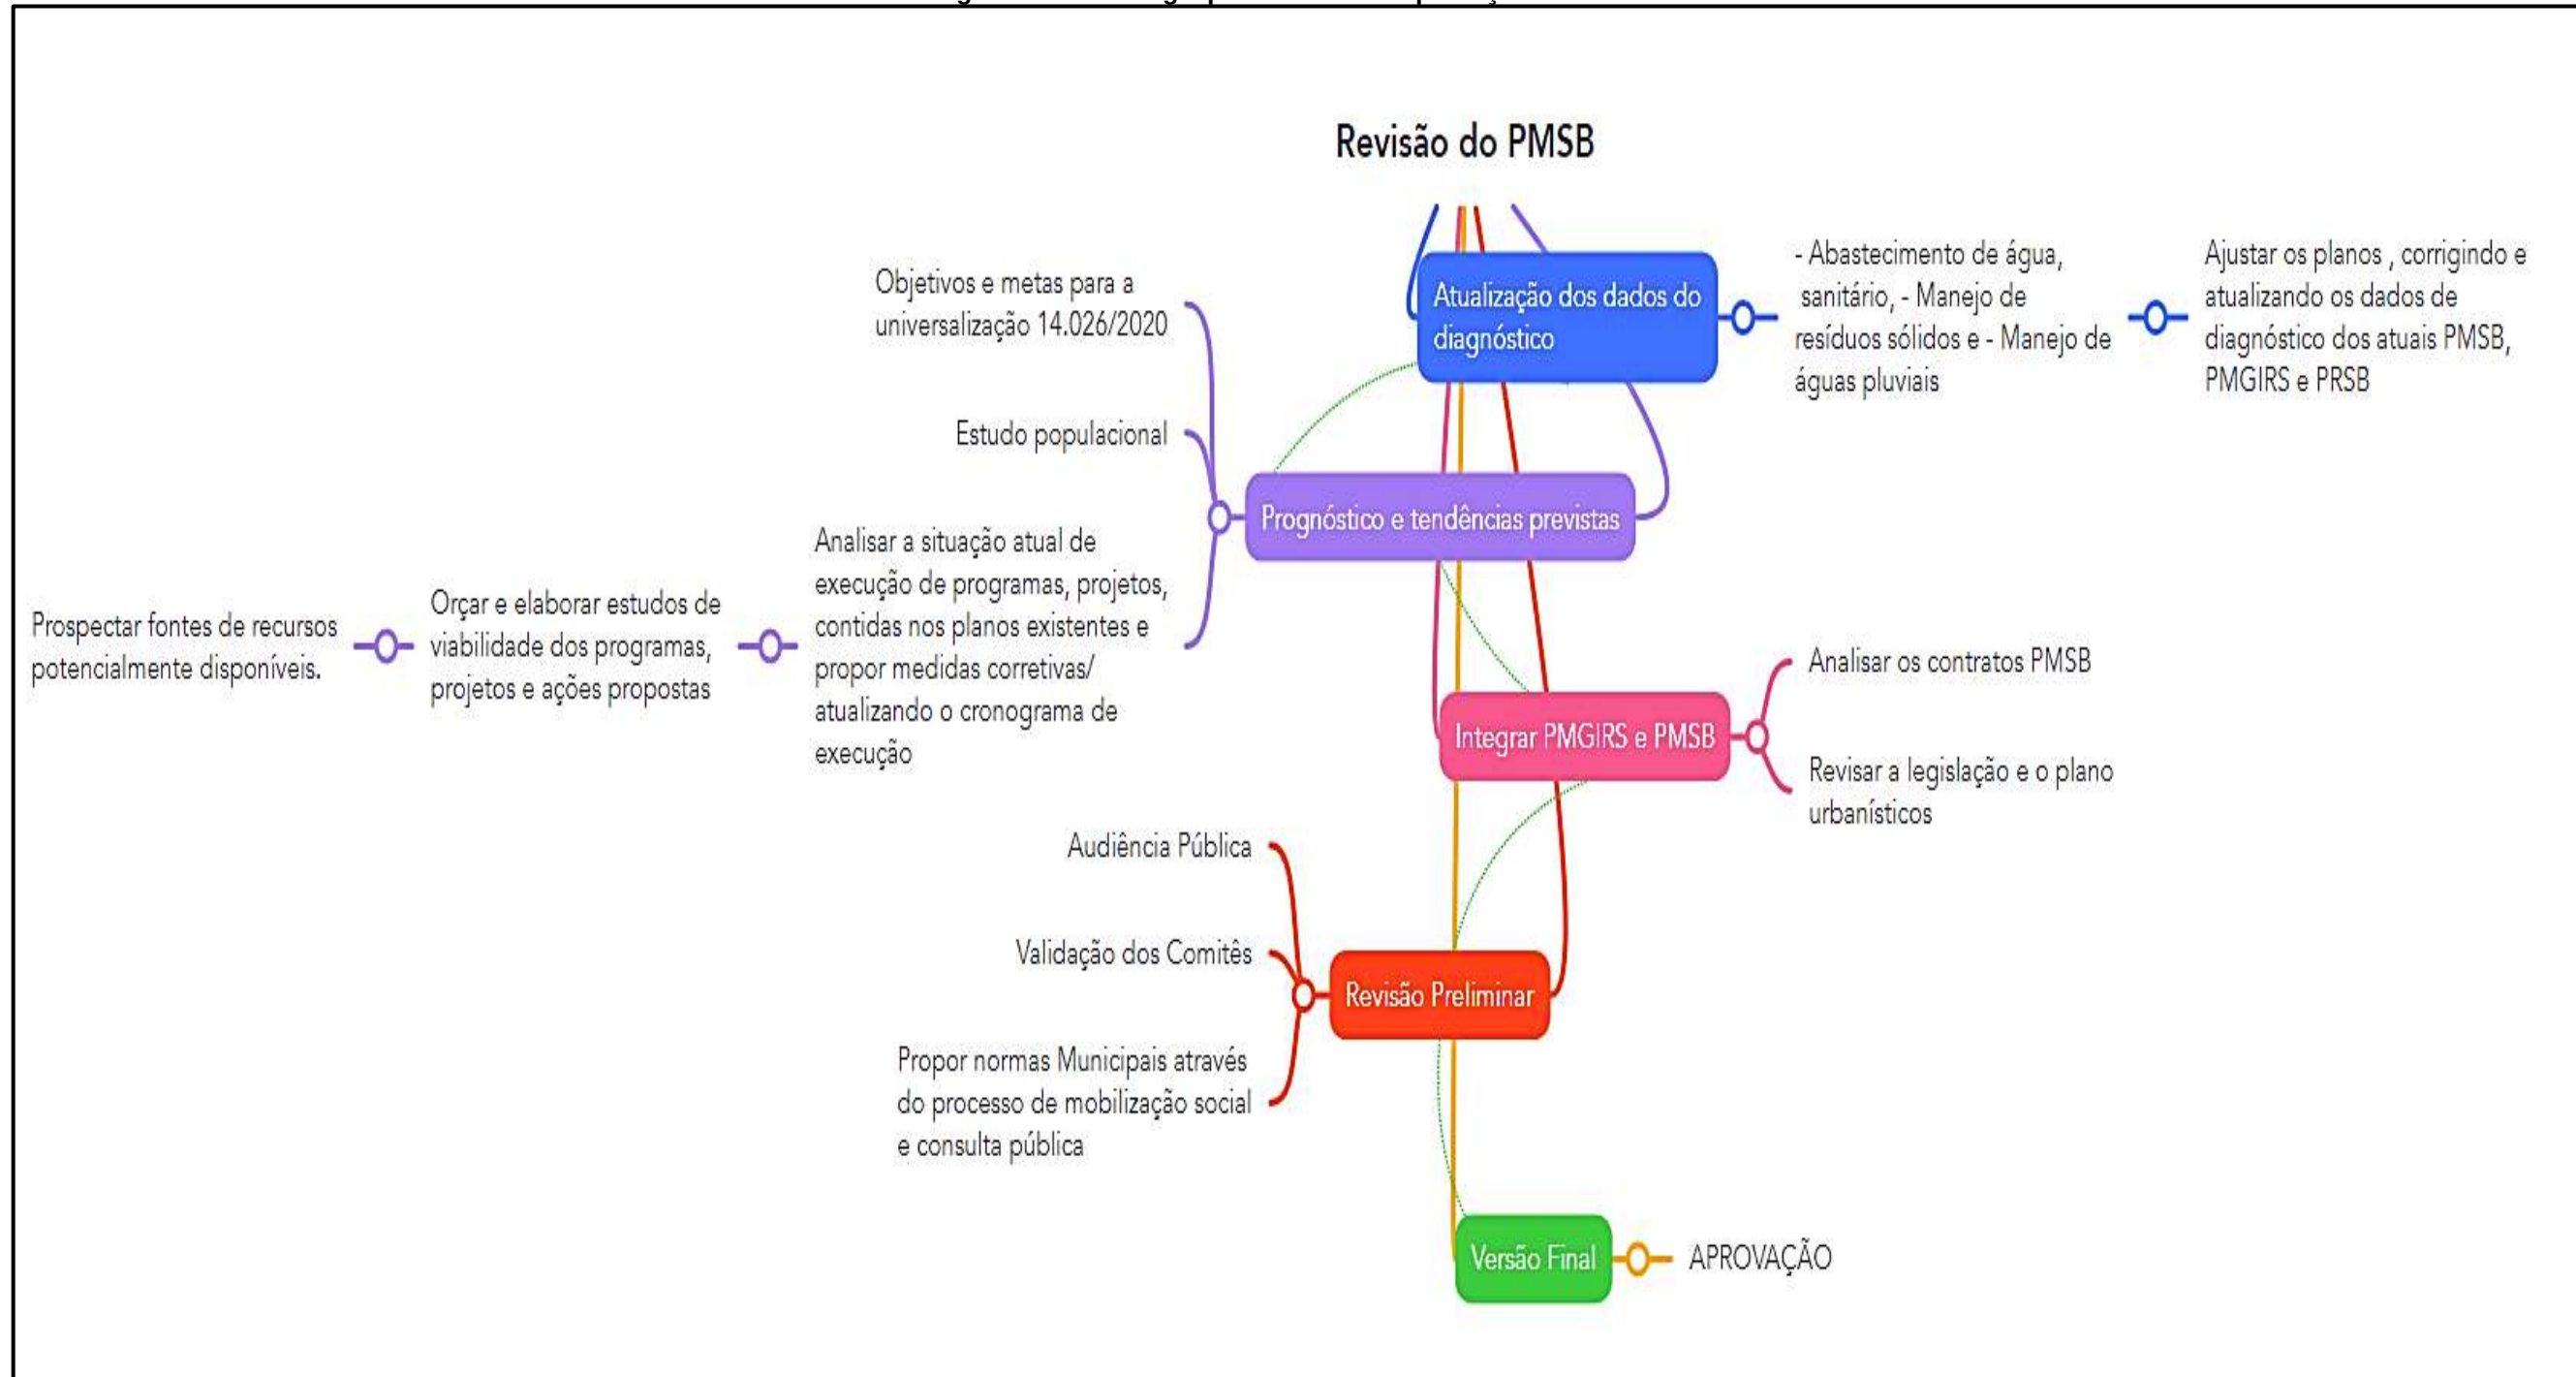 Revisão do PMSB
Atualização dos dados do
diagnóstico
- Abastecimento de água,
sanitário, - Manejo de
resíduos sólidos e - Manejo de
águas pluviais
Ajustar os planos , corrigindo e
atualizando os dados de
diagnóstico dos atuais PMSB,
PMGIRS e PRSB
Prognóstico e tendências previstas
Objetivos e metas para a
universalização 14.026/2020
Estudo populacional
Analisar a situação atual de
execução de programas, projetos,
contidas nos planos existentes e
propor medidas corretivas/
atualizando o cronograma de
execução
Orçar e elaborar estudos de
viabilidade dos programas,
projetos e ações propostas
Prospectar fontes de recursos
potencialmente disponíveis.
Integrar PMGIRS e PMSB
Analisar os contratos PMSB
Revisar a legislação e o plano
urbanísticos
Revisão Preliminar
Audiência Pública
Validação dos Comitês
Propor normas Municipais através
do processo de mobilização social
e consulta pública
Versão Final
APROVAÇÃO